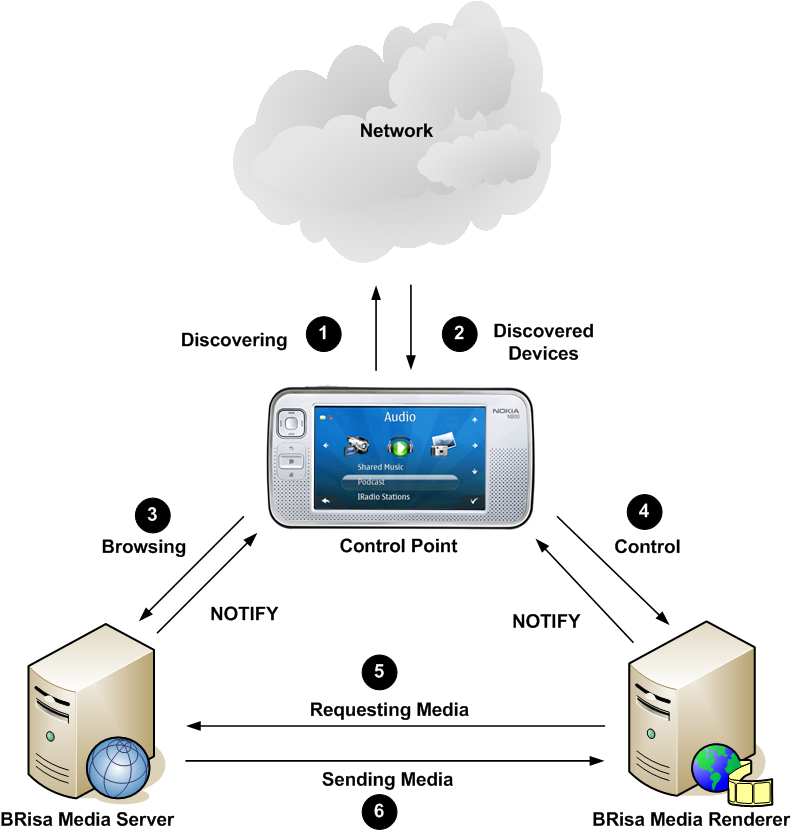 Network
Discovering
1
2
Discovered
Devices
Audio
NOKIA
N800
Shared Music
Podcast
IRadio Stations
3
Browsing
Control Point
4
Control
NOTIFY
NOTIFY
5
Requesting Media
Sending Media
6
BRisa Media Server
BRisa Media Renderer